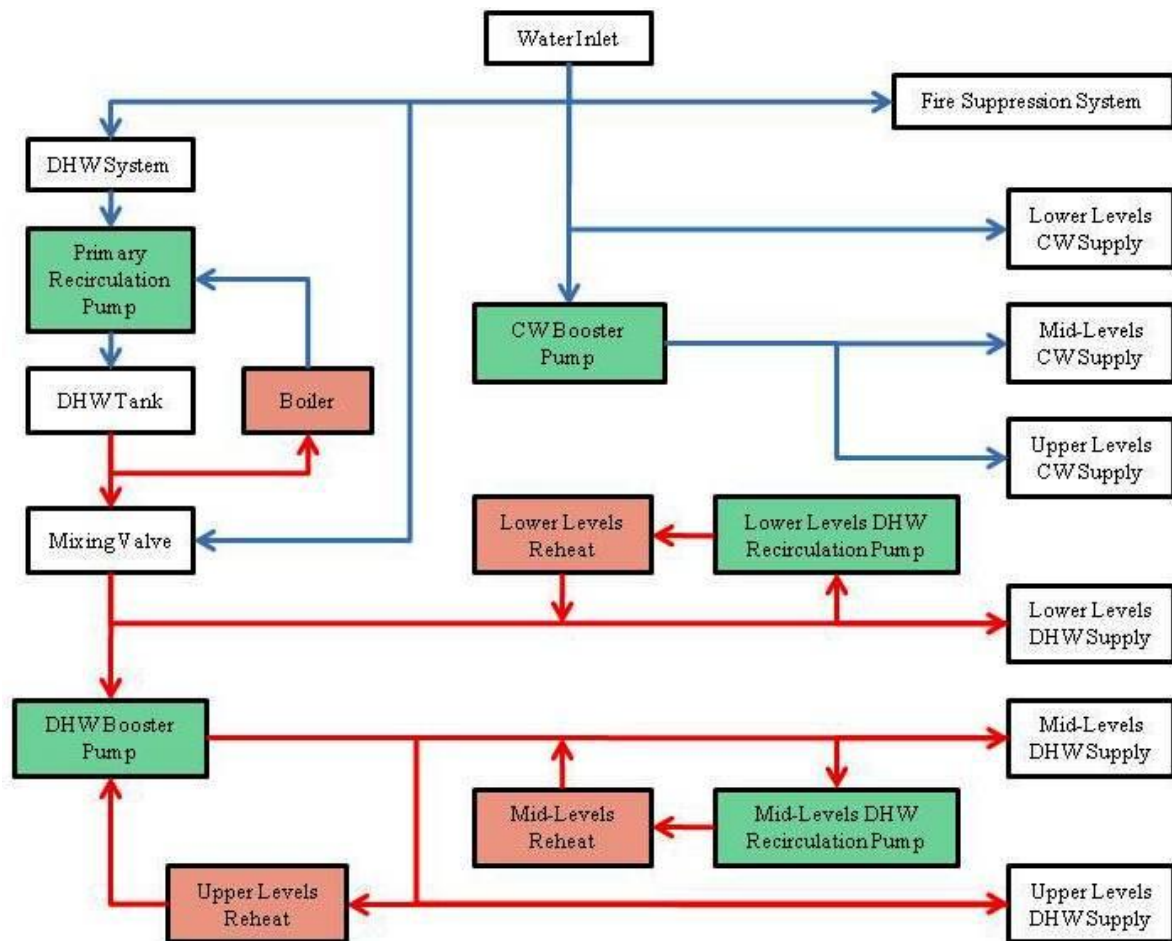 Water Inlet
Fire Suppression System
DHW System
Lower Levels
CW Supply
Primary
Recirculation
Pump
CW Booster
Pump
Mid-Levels
CW Supply
DHW Tank
Boiler
Upper Levels
CW Supply
Mixing Valve
Lower Levels
Reheat
Lower Levels DHW
Recirculation Pump
Lower Levels
DHW Supply
DHW Booster
Pump
Mid-Levels
DHW Supply
Mid-Levels
Reheat
Mid-Levels DHW
Recirculation Pump
Upper Levels
Reheat
Upper Levels
DHW Supply